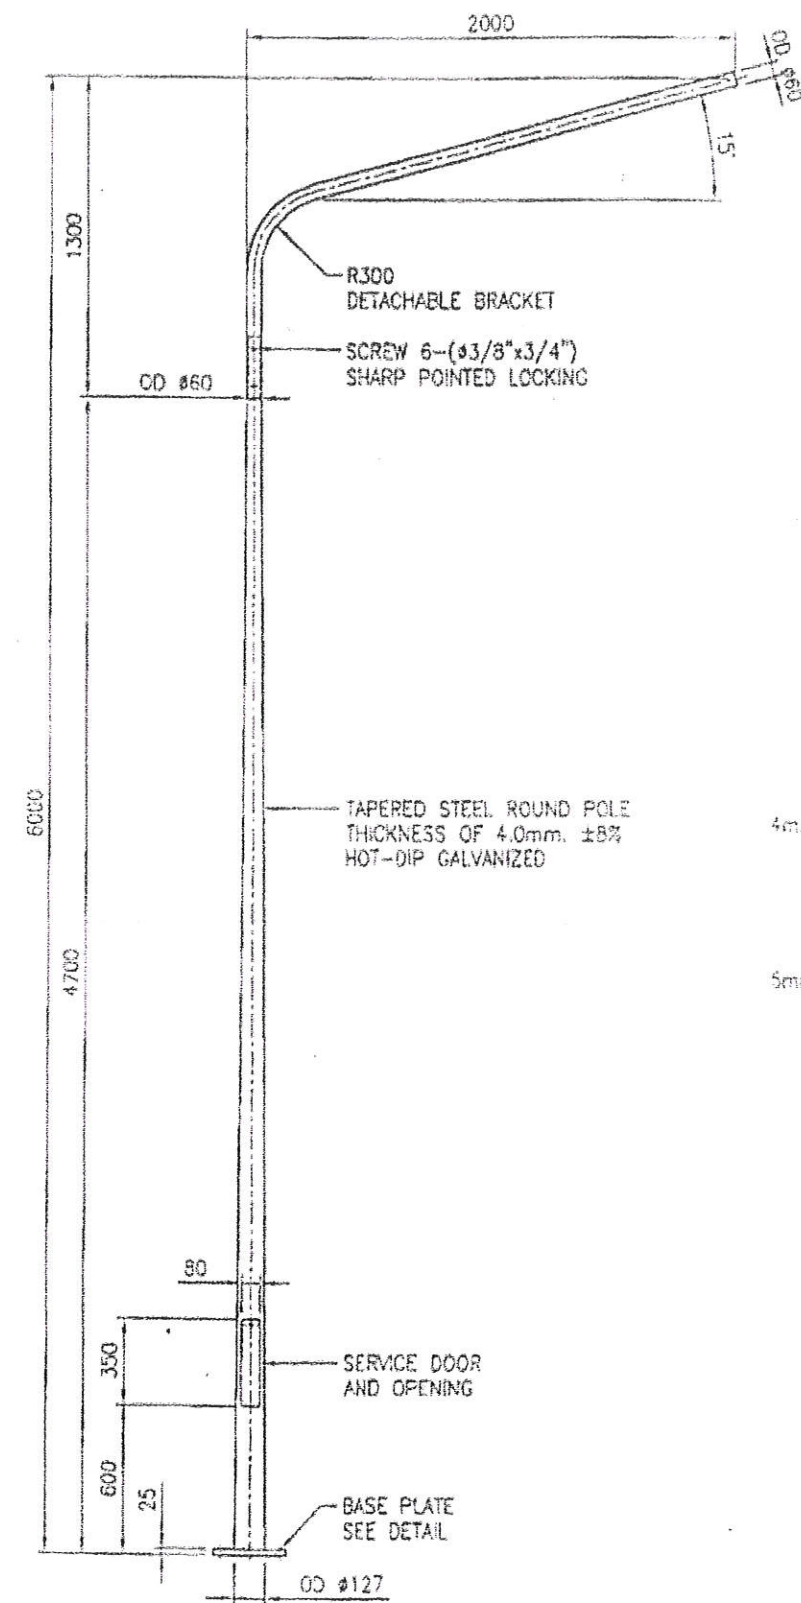 2000
OD ø60
15°
1300
R300
DETACHABLE BRACKET
SCREW 6-(ø3/8"x3/4")
SHARP POINTED LOCKING
OD ø60
6000
4700
TAPERED STEEL ROUND POLE
THICKNESS OF 4.0mm. ±8%
HOT-DIP GALVANIZED
4m
5m
80
350
SERVICE DOOR
AND OPENING
600
25
BASE PLATE
SEE DETAIL
OD ø127